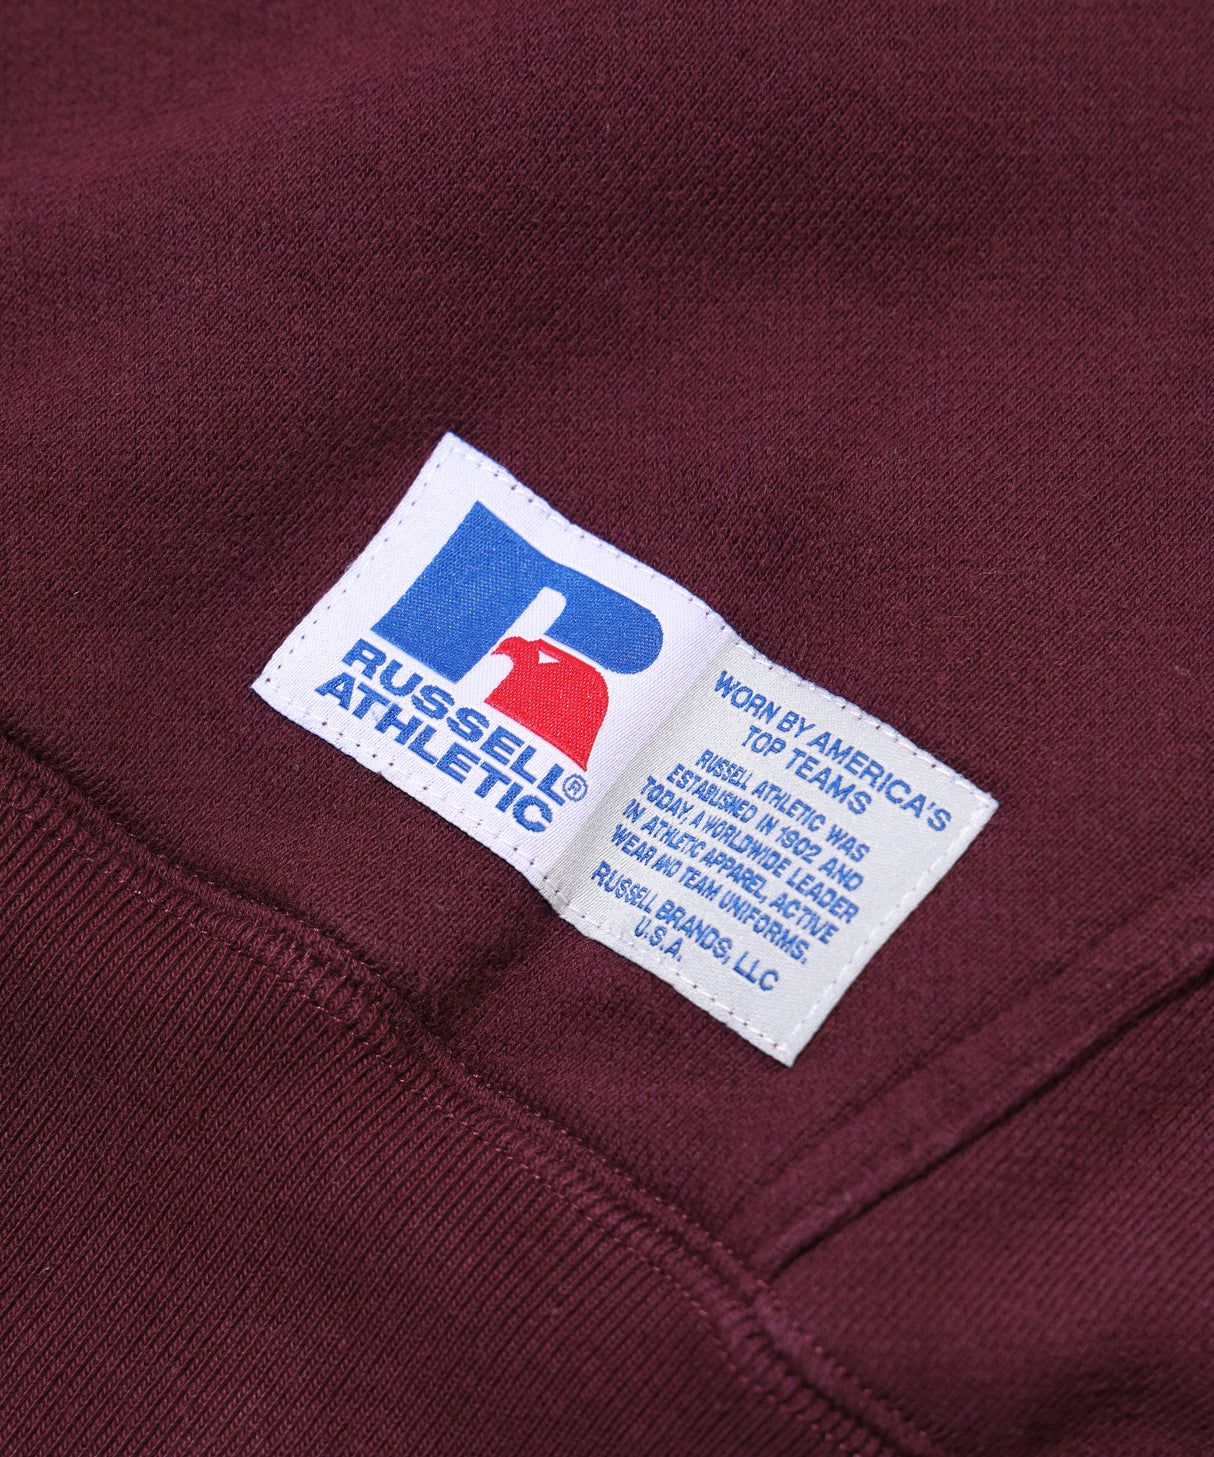 RUSSELL
ATHLETIC®
WORN BY AMERICA'S
TOP TEAMS
RUSSELL ATHLETIC WAS
ESTABLISHED IN 1902 AND
TODAY, A WORLDWIDE LEADER
IN ATHLETIC APPAREL, ACTIVE
WEAR AND TEAM UNIFORMS.
RUSSELL BRANDS, LLC
U.S.A.